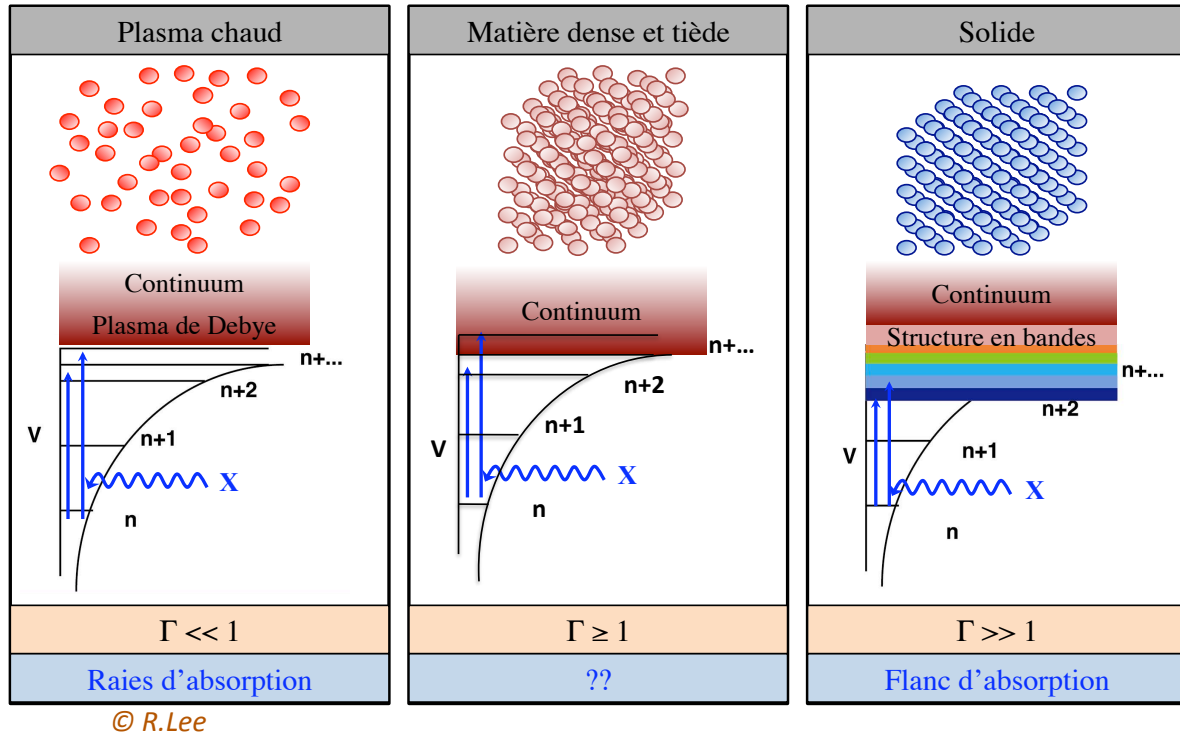 Plasma chaud
Continuum
Plasma de Debye
n+...
n+2
V
n+1
X
n
Γ << 1
Raies d'absorption
Matière dense et tiède
Continuum
n+...
n+2
n+1
V
X
n
Γ ≥ 1
??
Solide
Continuum
Structure en bandes
n+...
n+2
n+1
V
X
n
Γ >> 1
Flanc d'absorption
© R.Lee